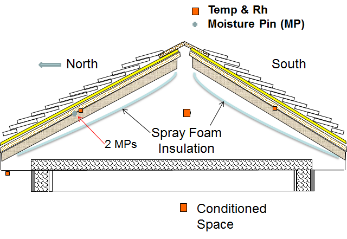 Temp & Rh
Moisture Pin (MP)
North
South
2 MPs
Spray Foam
Insulation
Conditioned
Space